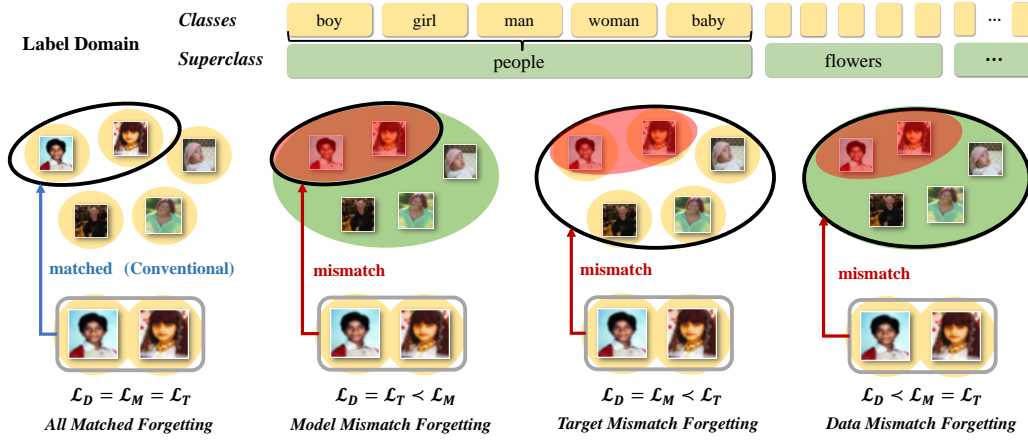 Label Domain
Classes
boy girl man woman baby ...
Superclass
people flowers ...
matched (Conventional)
mismatch
mismatch
mismatch
ℒ_D = ℒ_M = ℒ_T
ℒ_D = ℒ_T ≺ ℒ_M
ℒ_D = ℒ_M ≺ ℒ_T
ℒ_D ≺ ℒ_M = ℒ_T
All Matched Forgetting
Model Mismatch Forgetting
Target Mismatch Forgetting
Data Mismatch Forgetting